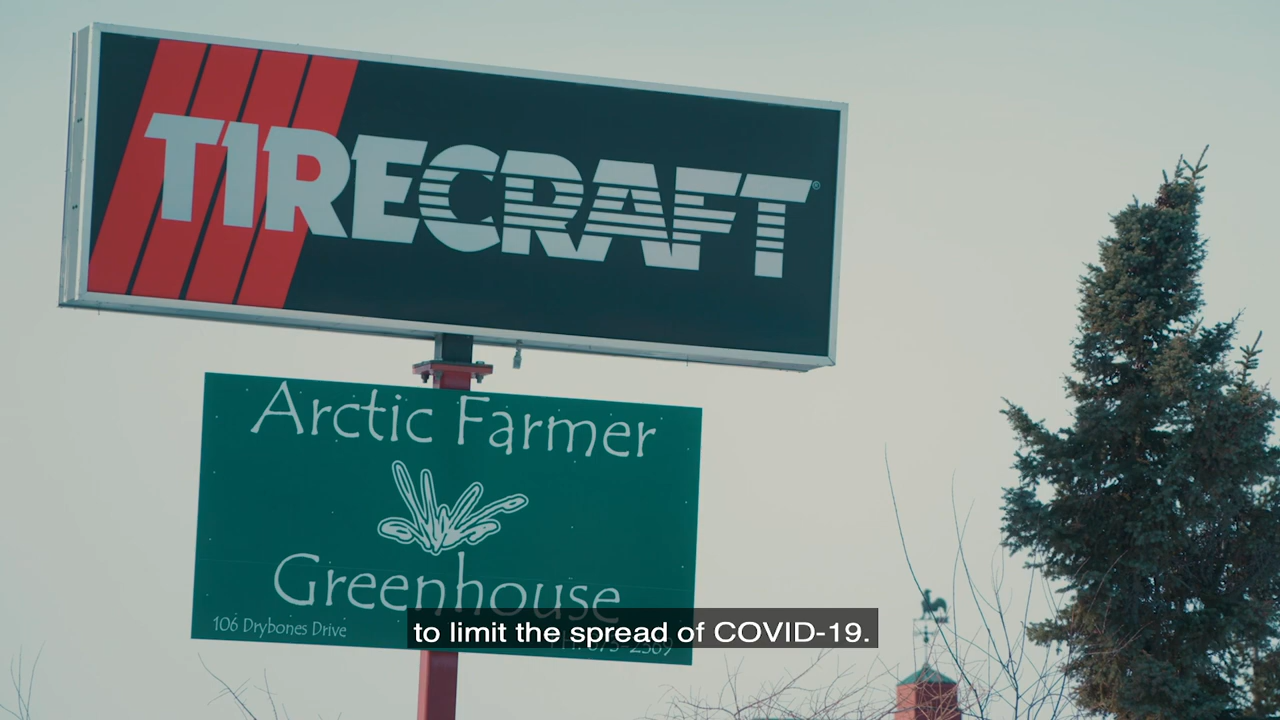 TIRECRAFT®
Arctic Farmer
Greenhouse
106 Drybones Drive
to limit the spread of COVID-19.